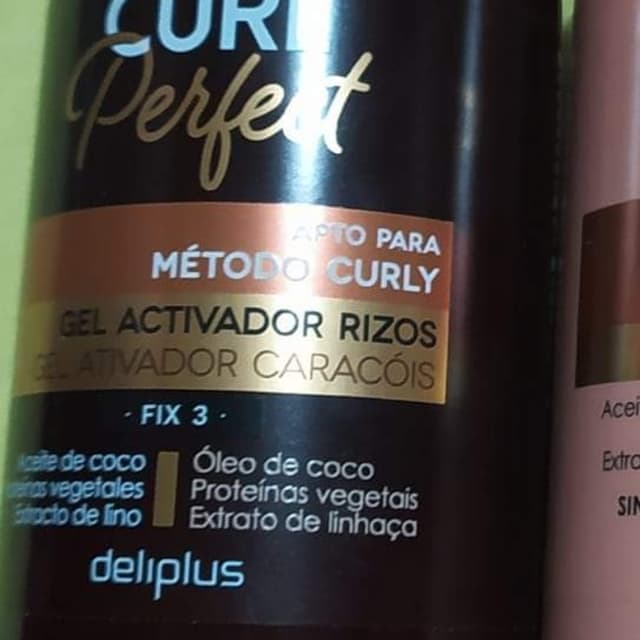 Perfect
APTO PARA
MÉTODO CURLY
GEL ACTIVADOR RIZOS
GEL ATIVADOR CARACÓIS
· FIX 3 ·
Aceite de coco
vegetales
Extracto de lino
Óleo de coco
Proteínas vegetais
Extrato de linhaça
deliplus